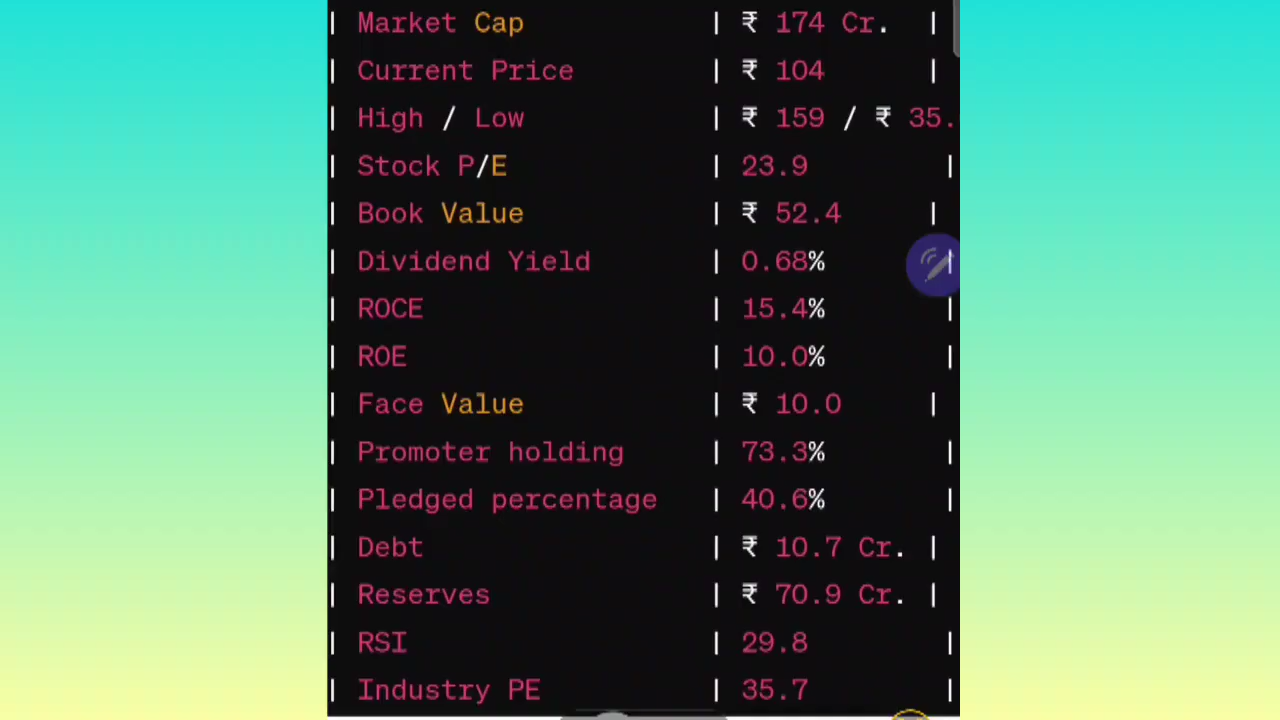 | Market Cap | ₹ 174 Cr. |
| Current Price | ₹ 104 |
| High / Low | ₹ 159 / ₹ 35.
| Stock P/E | 23.9 |
| Book Value | ₹ 52.4 |
| Dividend Yield | 0.68% |
| ROCE | 15.4% |
| ROE | 10.0% |
| Face Value | ₹ 10.0 |
| Promoter holding | 73.3% |
| Pledged percentage | 40.6% |
| Debt | ₹ 10.7 Cr. |
| Reserves | ₹ 70.9 Cr. |
| RSI | 29.8 |
| Industry PE | 35.7 |